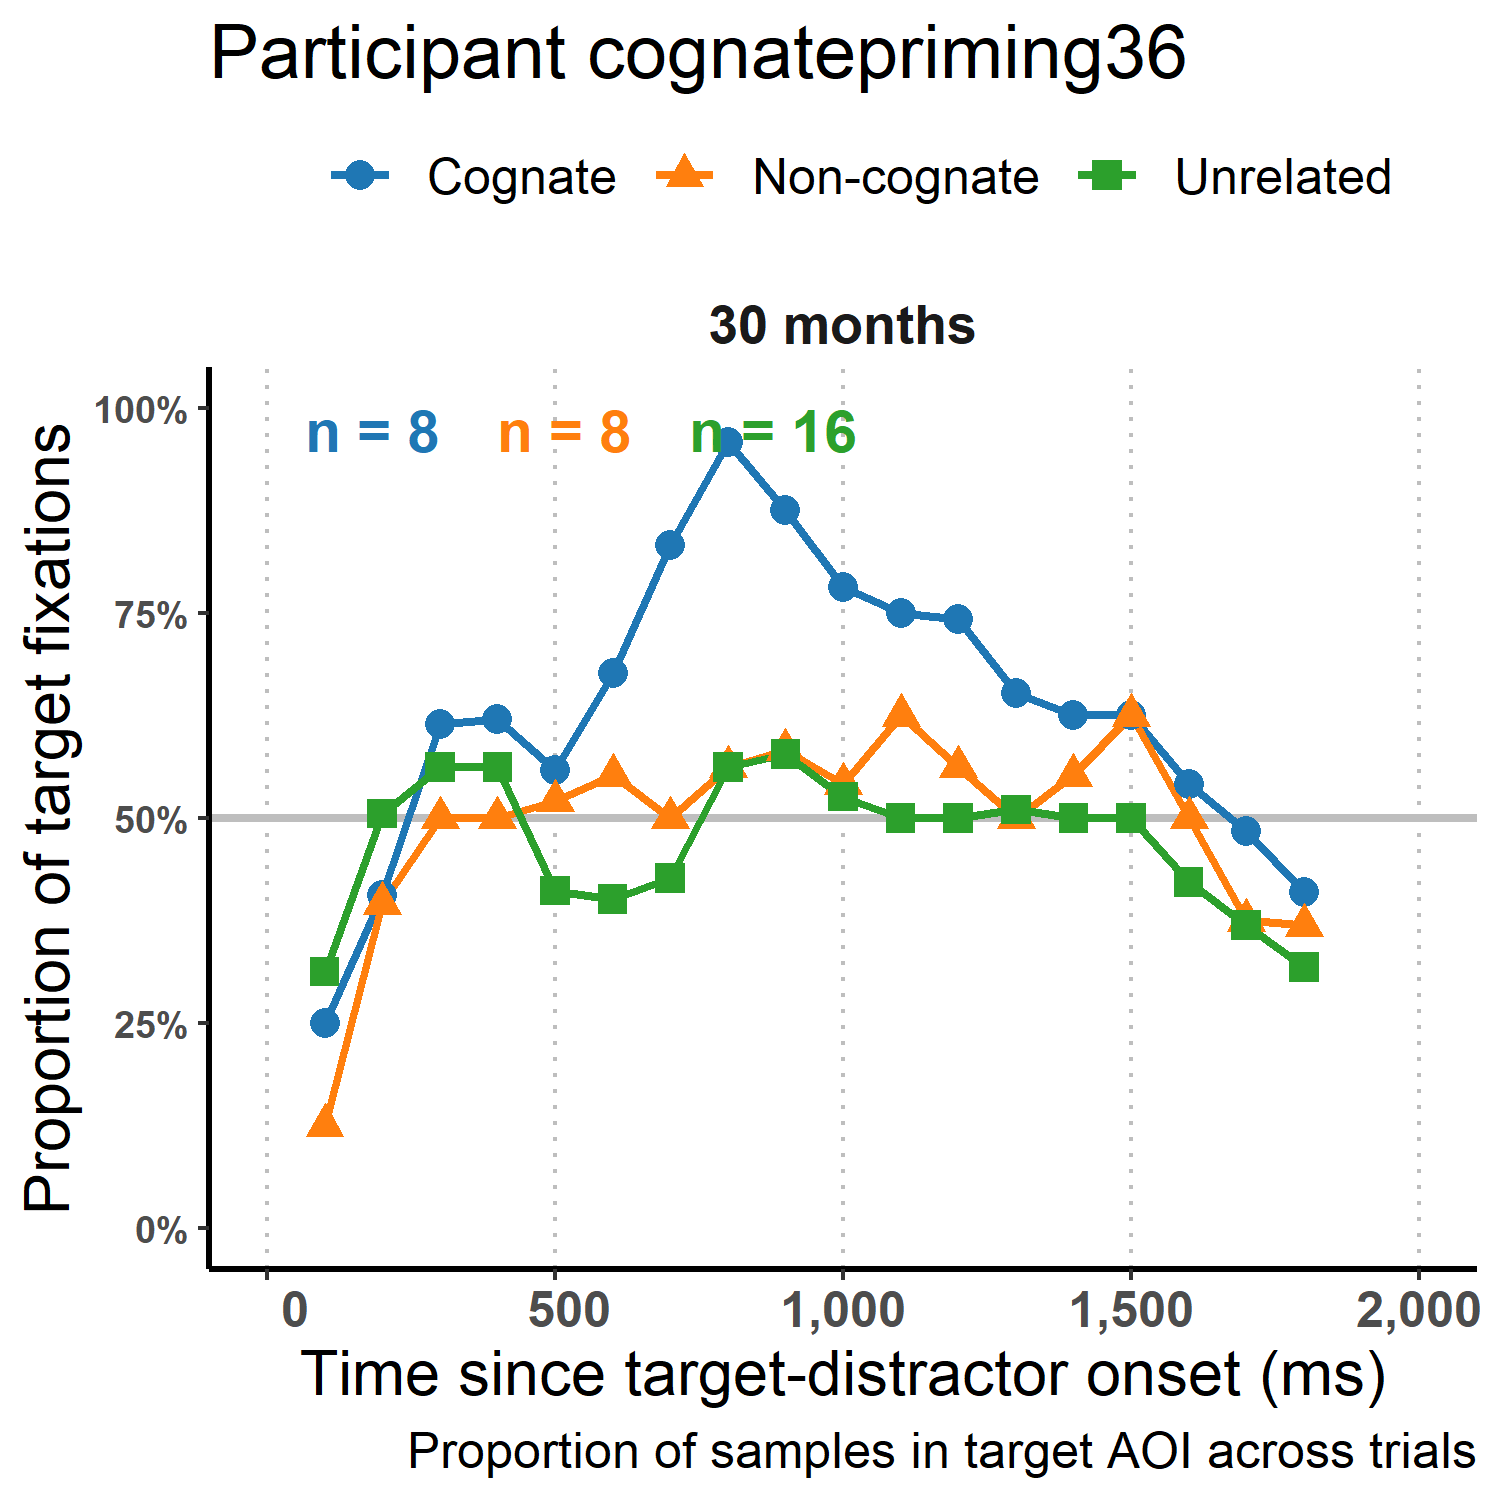 Participant cognatepriming36
Cognate Non-cognate Unrelated
30 months
n = 8 n = 8 n = 16
Proportion of target fixations
100%
75%
50%
25%
0%
0 500 1,000 1,500 2,000
Time since target-distractor onset (ms)
Proportion of samples in target AOI across trials